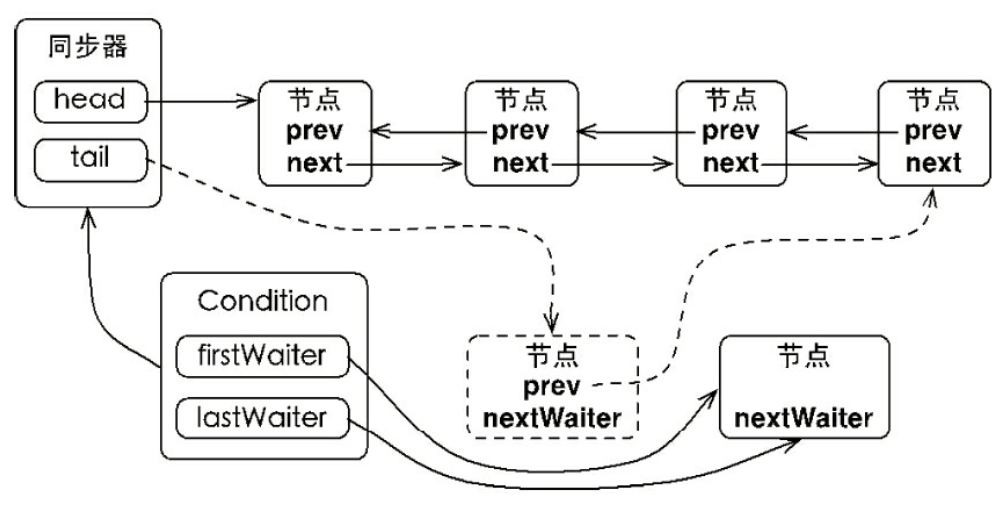 同步器
head
tail
节点
prev
next
节点
prev
next
节点
prev
next
节点
prev
next
Condition
firstWaiter
lastWaiter
节点
prev
nextWaiter
节点
nextWaiter